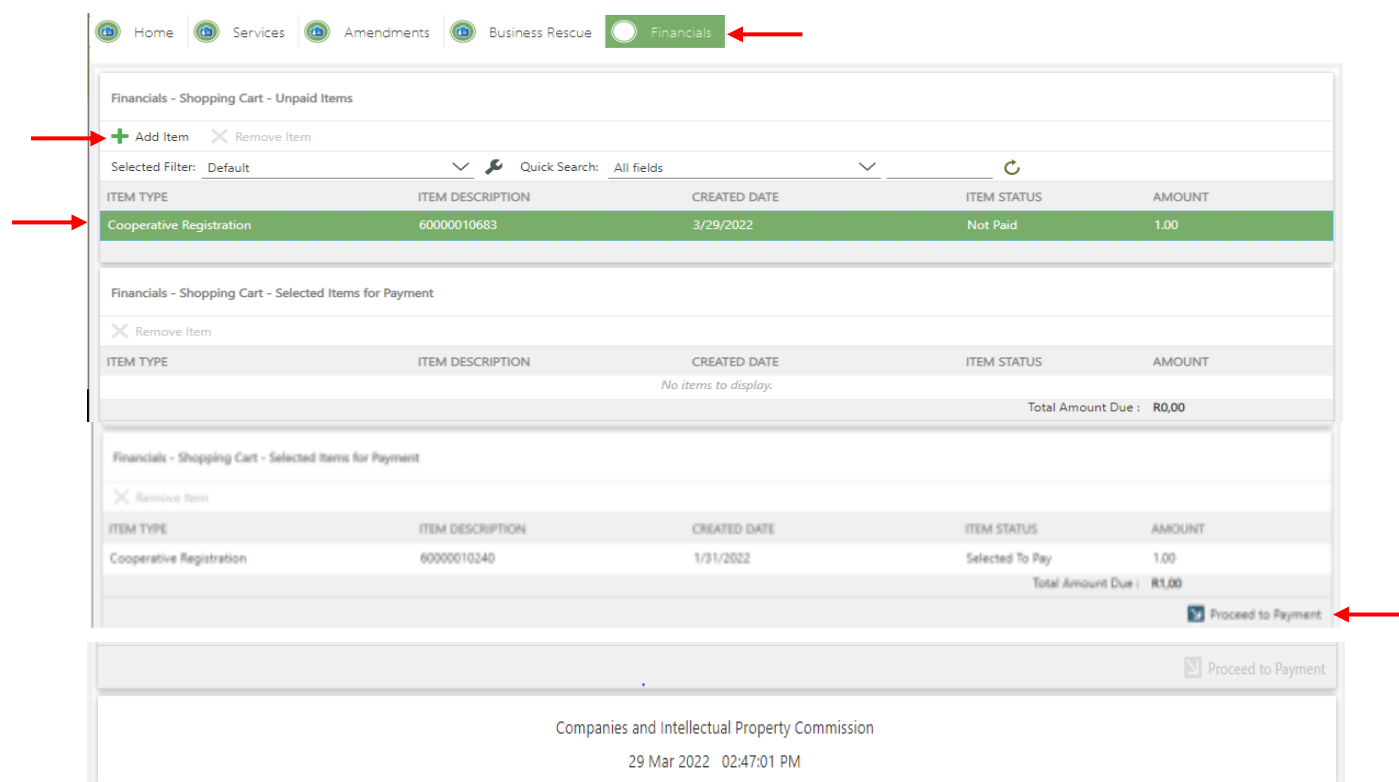 Home Services Amendments Business Rescue Financials
Financials - Shopping Cart - Unpaid Items
Add Item Remove Item
Selected Filter: Default Quick Search: All fields
ITEM TYPE ITEM DESCRIPTION CREATED DATE ITEM STATUS AMOUNT
Cooperative Registration 60000010683 3/29/2022 Not Paid 1.00
Financials - Shopping Cart - Selected Items for Payment
Remove Item
ITEM TYPE ITEM DESCRIPTION CREATED DATE ITEM STATUS AMOUNT
No items to display.
Total Amount Due : R0,00
Financials - Shopping Cart - Selected Items for Payment
Remove Item
ITEM TYPE ITEM DESCRIPTION CREATED DATE ITEM STATUS AMOUNT
Cooperative Registration 60000010240 1/31/2022 Selected To Pay 1.00
Total Amount Due : R1,00
Proceed to Payment
Proceed to Payment
Companies and Intellectual Property Commission
29 Mar 2022 02:47:01 PM